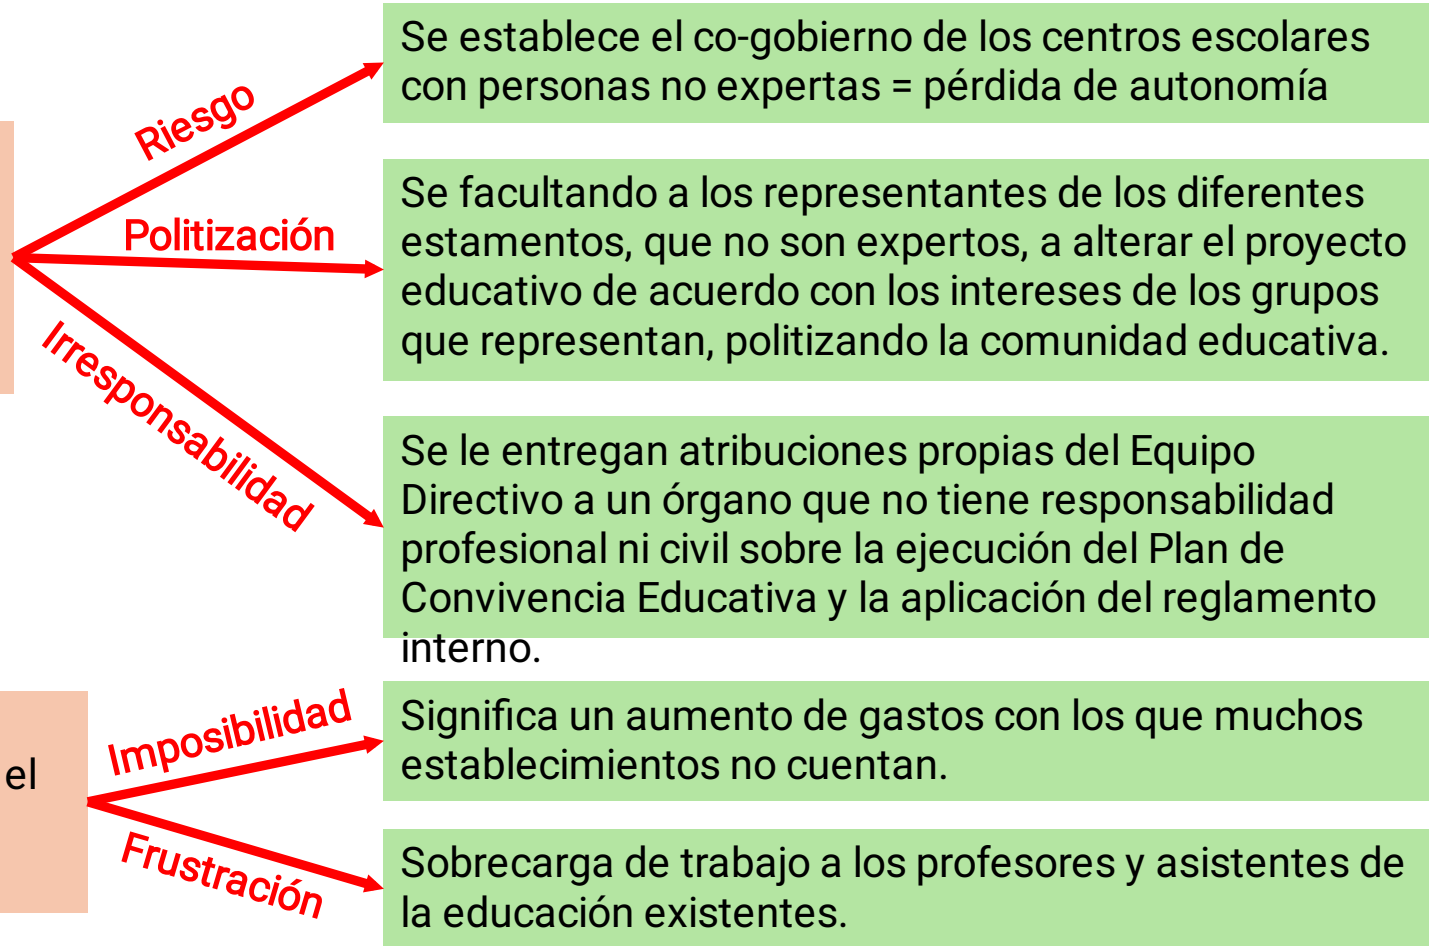 Riesgo
Se establece el co-gobierno de los centros escolares
con personas no expertas = pérdida de autonomía
Politización
Se facultando a los representantes de los diferentes
estamentos, que no son expertos, a alterar el proyecto
educativo de acuerdo con los intereses de los grupos
que representan, politizando la comunidad educativa.
Irresponsabilidad
Se le entregan atribuciones propias del Equipo
Directivo a un órgano que no tiene responsabilidad
profesional ni civil sobre la ejecución del Plan de
Convivencia Educativa y la aplicación del reglamento
interno.
el
Imposibilidad
Significa un aumento de gastos con los que muchos
establecimientos no cuentan.
Frustración
Sobrecarga de trabajo a los profesores y asistentes de
la educación existentes.